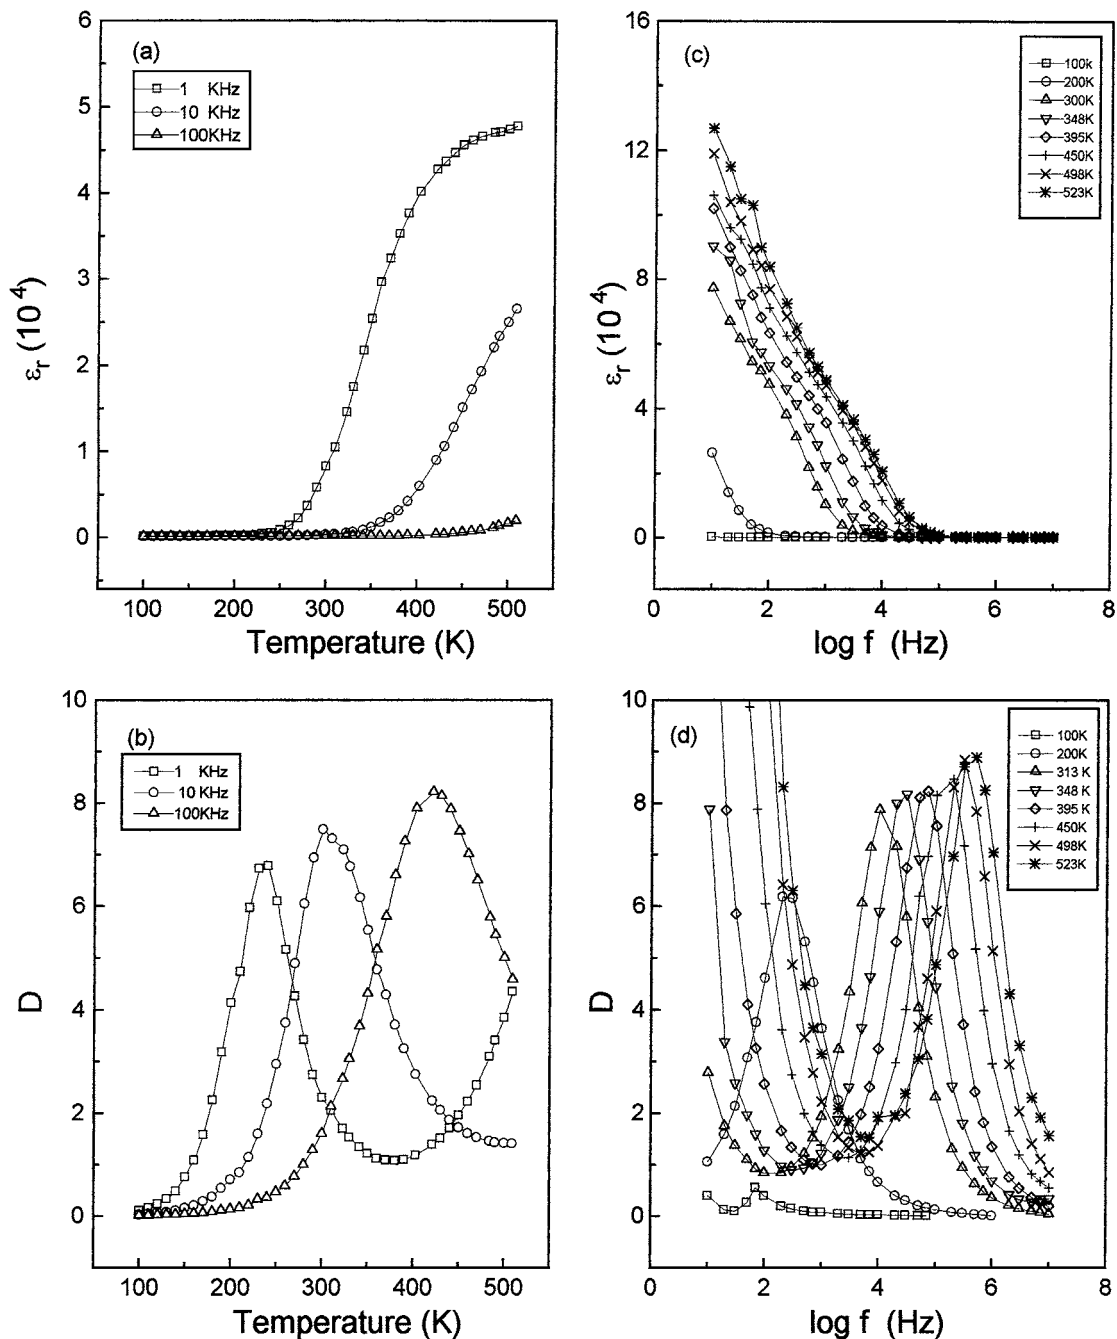 (a)
1 KHz
10 KHz
100KHz
6
5
4
3
2
1
0
εr (10 4)
100 200 300 400 500
Temperature (K)
(c)
100k
200K
300K
348K
395K
450K
498K
523K
16
12
8
4
0
εr (10 4)
0 2 4 6 8
log f (Hz)
(b)
1 KHz
10 KHz
100KHz
10
8
6
4
2
0
D
100 200 300 400 500
Temperature (K)
(d)
100K
200K
313 K
348 K
395 K
450K
498K
523K
10
8
6
4
2
0
D
0 2 4 6 8
log f (Hz)